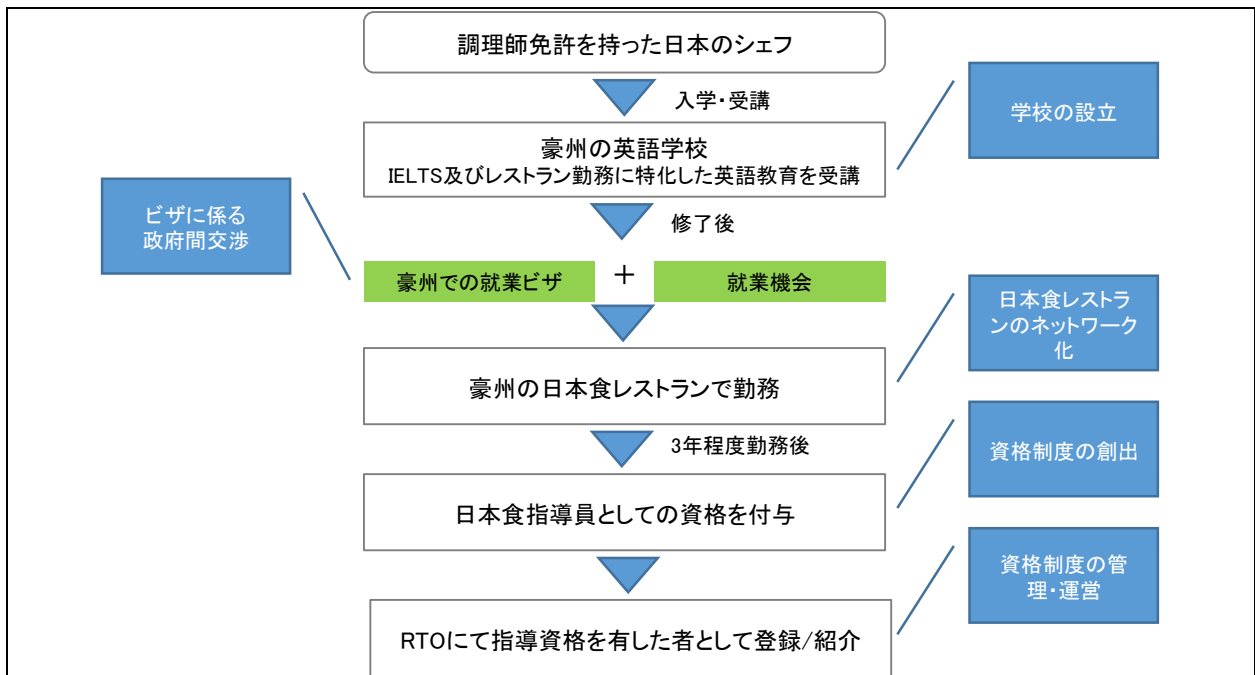 調理師免許を持った日本のシェフ
入学・受講
学校の設立
豪州の英語学校
IELTS及びレストラン勤務に特化した英語教育を受講
ビザに係る
政府間交渉
修了後
豪州での就業ビザ
+
就業機会
日本食レストラ
ンのネットワーク
化
豪州の日本食レストランで勤務
3年程度勤務後
資格制度の創出
日本食指導員としての資格を付与
資格制度の管
理・運営
RTOにて指導資格を有した者として登録/紹介